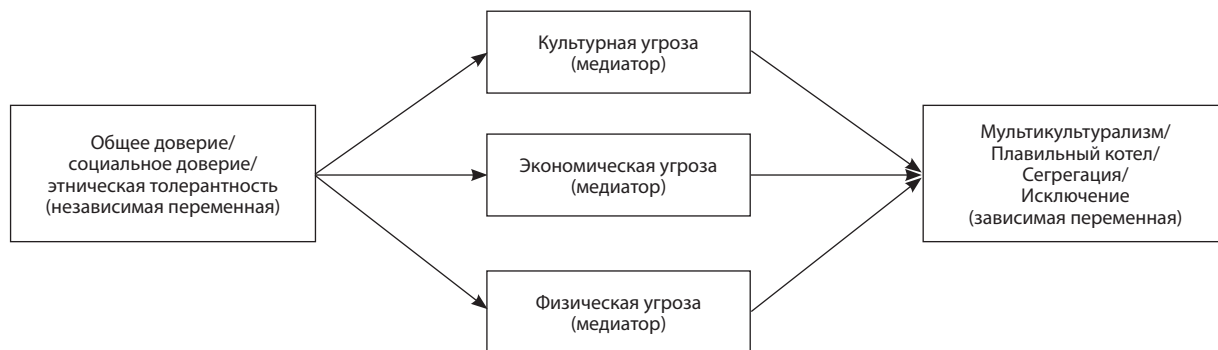 Культурная угроза
(медиатор)
Общее доверие/
социальное доверие/
этническая толерантность
(независимая переменная)
Экономическая угроза
(медиатор)
Мультикультурализм/
Плавильный котел/
Сегрегация/
Исключение
(зависимая переменная)
Физическая угроза
(медиатор)